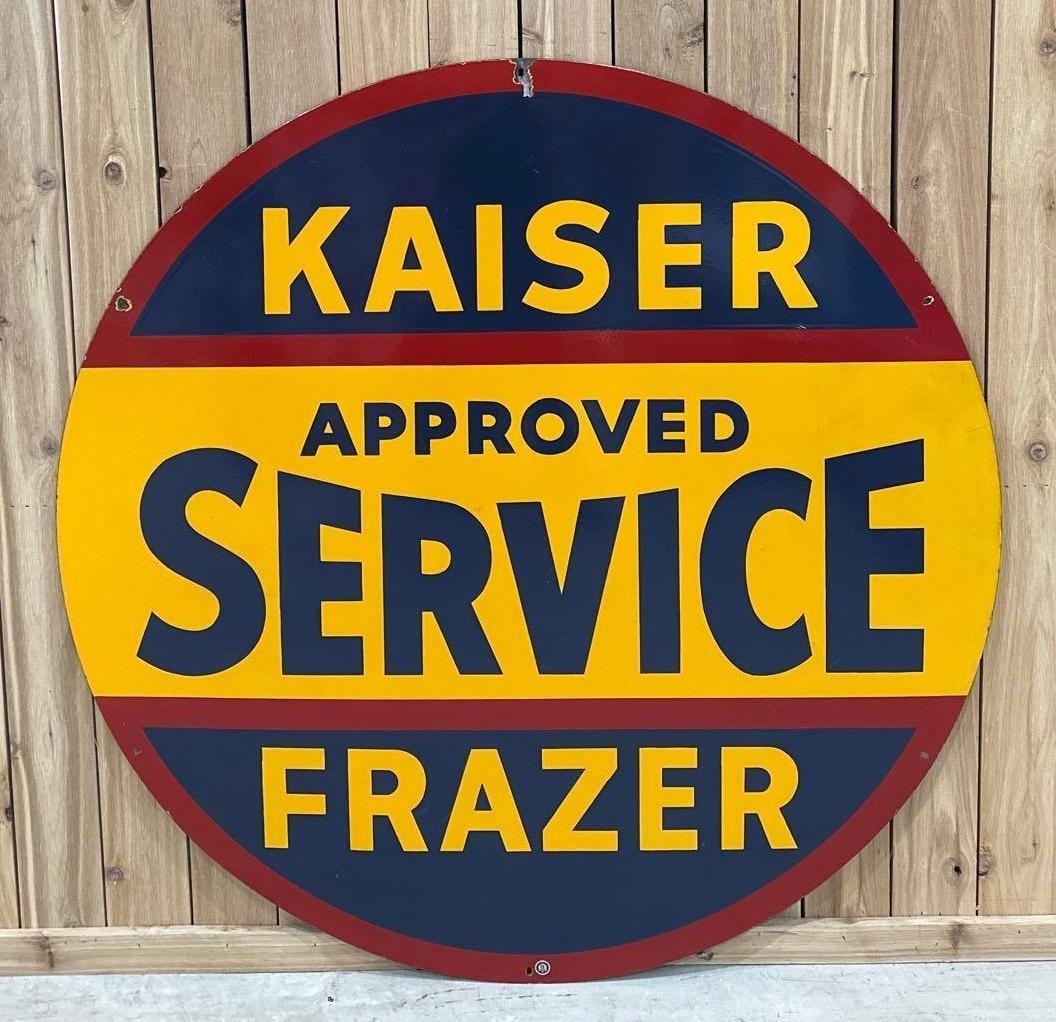 KAISER
APPROVED
SERVICE
FRAZER